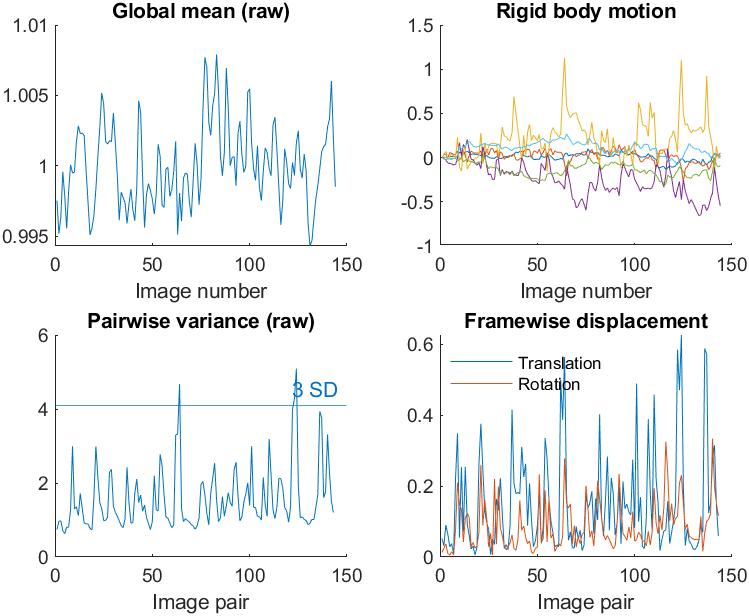 Global mean (raw)
1.01
1.005
1
0.995
0 50 100 150
Image number
Rigid body motion
1.5
1
0.5
0
-0.5
-1
0 50 100 150
Image number
Pairwise variance (raw)
6
4
2
0
3 SD
0 50 100 150
Image pair
Framewise displacement
0.6
0.4
0.2
0
Translation
Rotation
0 50 100 150
Image pair